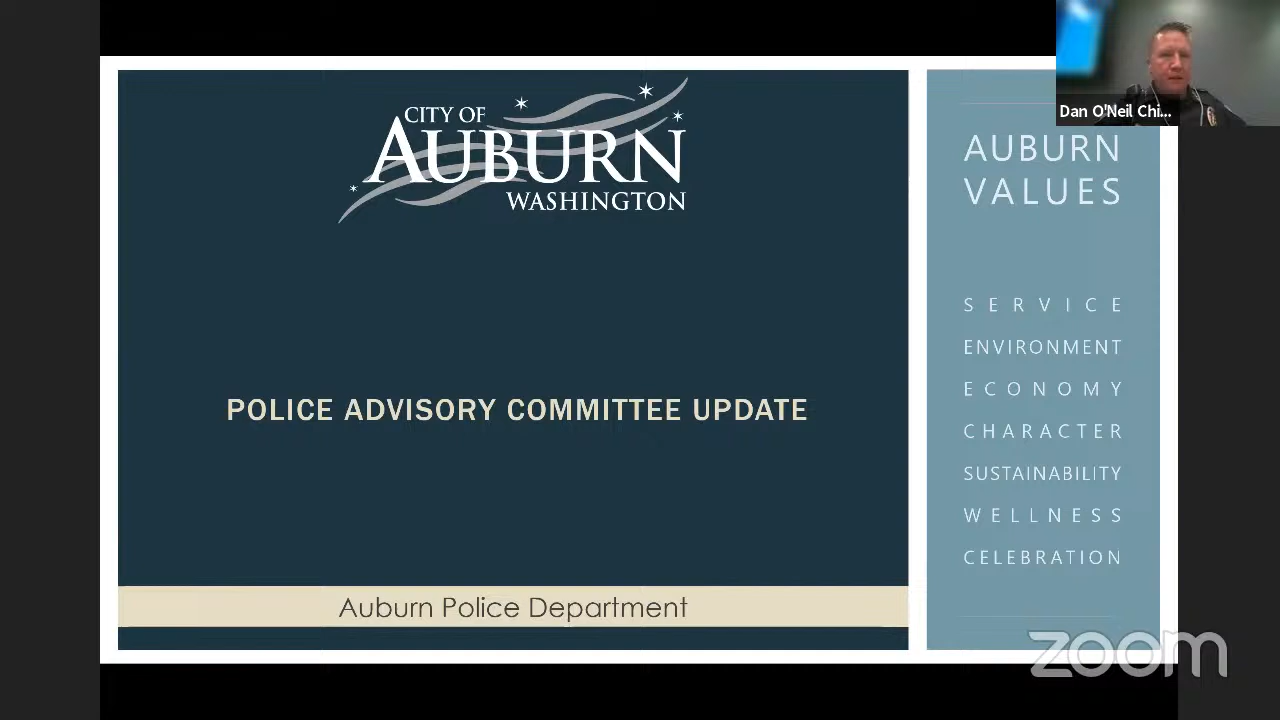 CITY OF
AUBURN
WASHINGTON
POLICE ADVISORY COMMITTEE UPDATE
Auburn Police Department
Dan O'Neil Chi...
AUBURN
VALUES
SERVICE
ENVIRONMENT
ECONOMY
CHARACTER
SUSTAINABILITY
WELLNESS
CELEBRATION
zoom